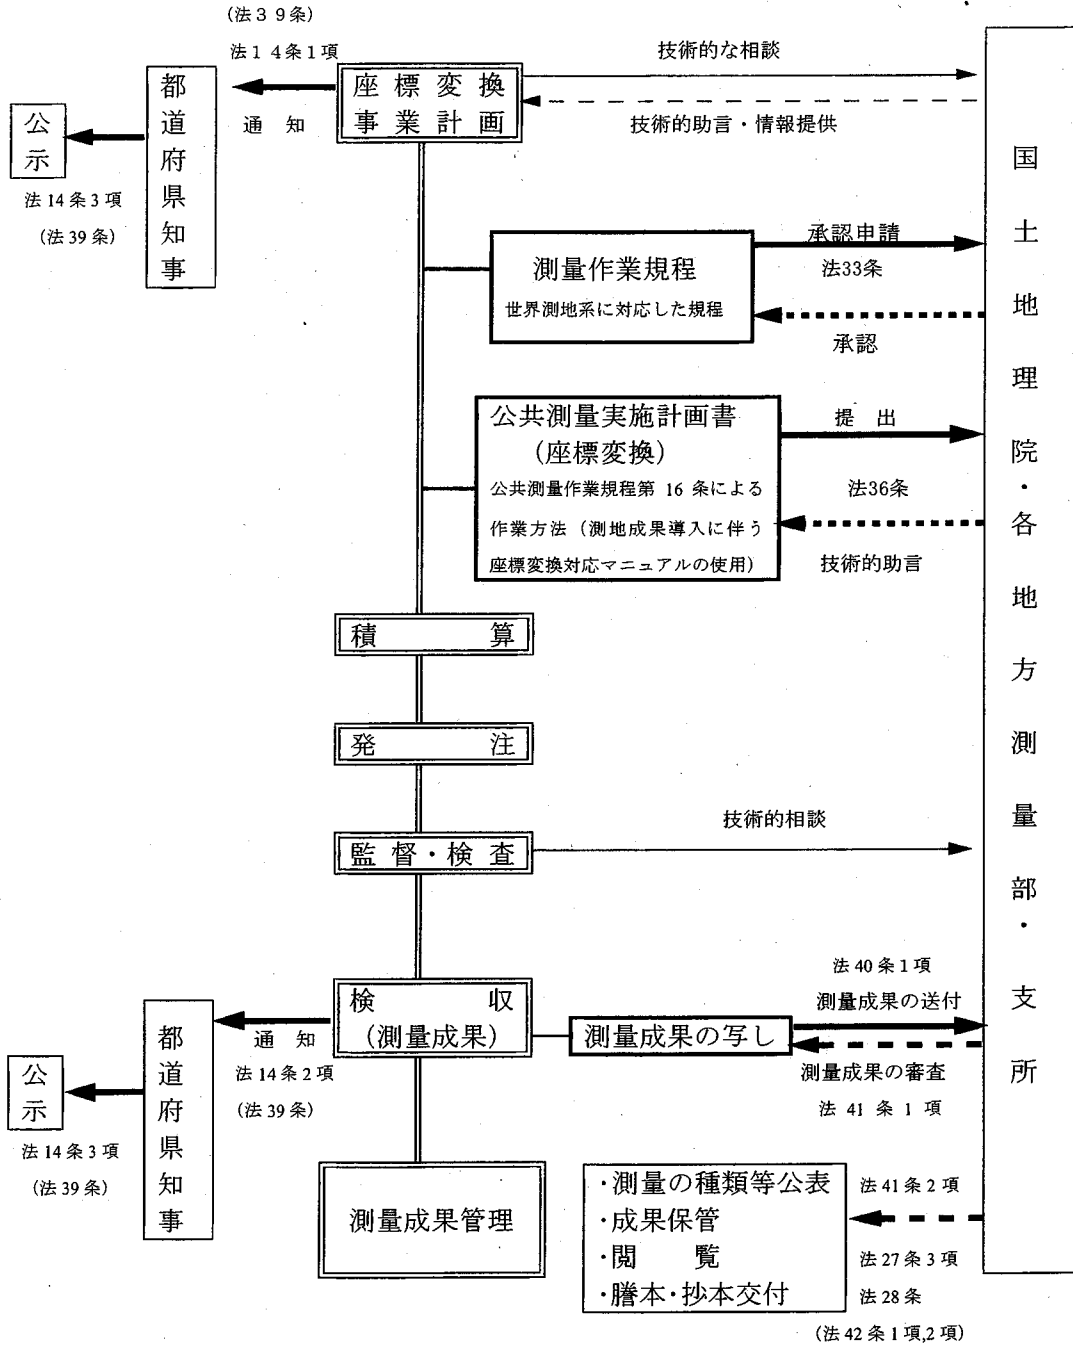 (法39条)
法14条1項
通 知
都道府県知事
公示
法14条3項
(法39条)
座標変換
事業計画
技術的な相談
技術的助言・情報提供
国土地理院・各地方測量部・支所
測量作業規程
世界測地系に対応した規程
承認申請
法33条
承認
公共測量実施計画書
(座標変換)
公共測量作業規程第 16 条による
作業方法（測地成果導入に伴う
座標変換対応マニュアルの使用）
提 出
法36条
技術的助言
積 算
発 注
監督・検査
技術的相談
検 収
(測量成果)
通 知
法14条2項
(法39条)
都道府県知事
公示
法14条3項
(法39条)
測量成果の写し
法40条1項
測量成果の送付
測量成果の審査
法 41 条 1 項
測量成果管理
・測量の種類等公表
・成果保管
・閲 覧
・謄本・抄本交付
法41条2項
法27条3項
法28条
(法42条1項,2項)